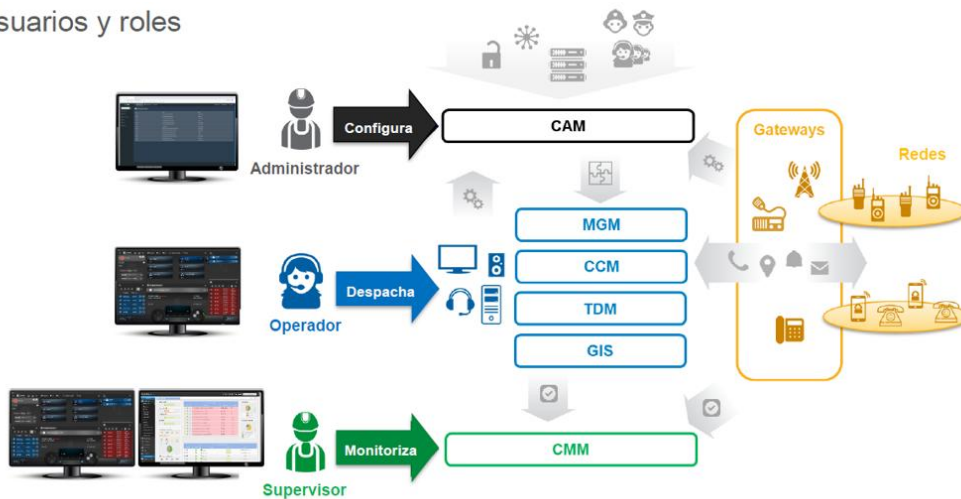 suarios y roles
Configura
CAM
Administrador
Gateways
Redes
MGM
CCM
TDM
GIS
Despacha
Operador
Monitoriza
CMM
Supervisor